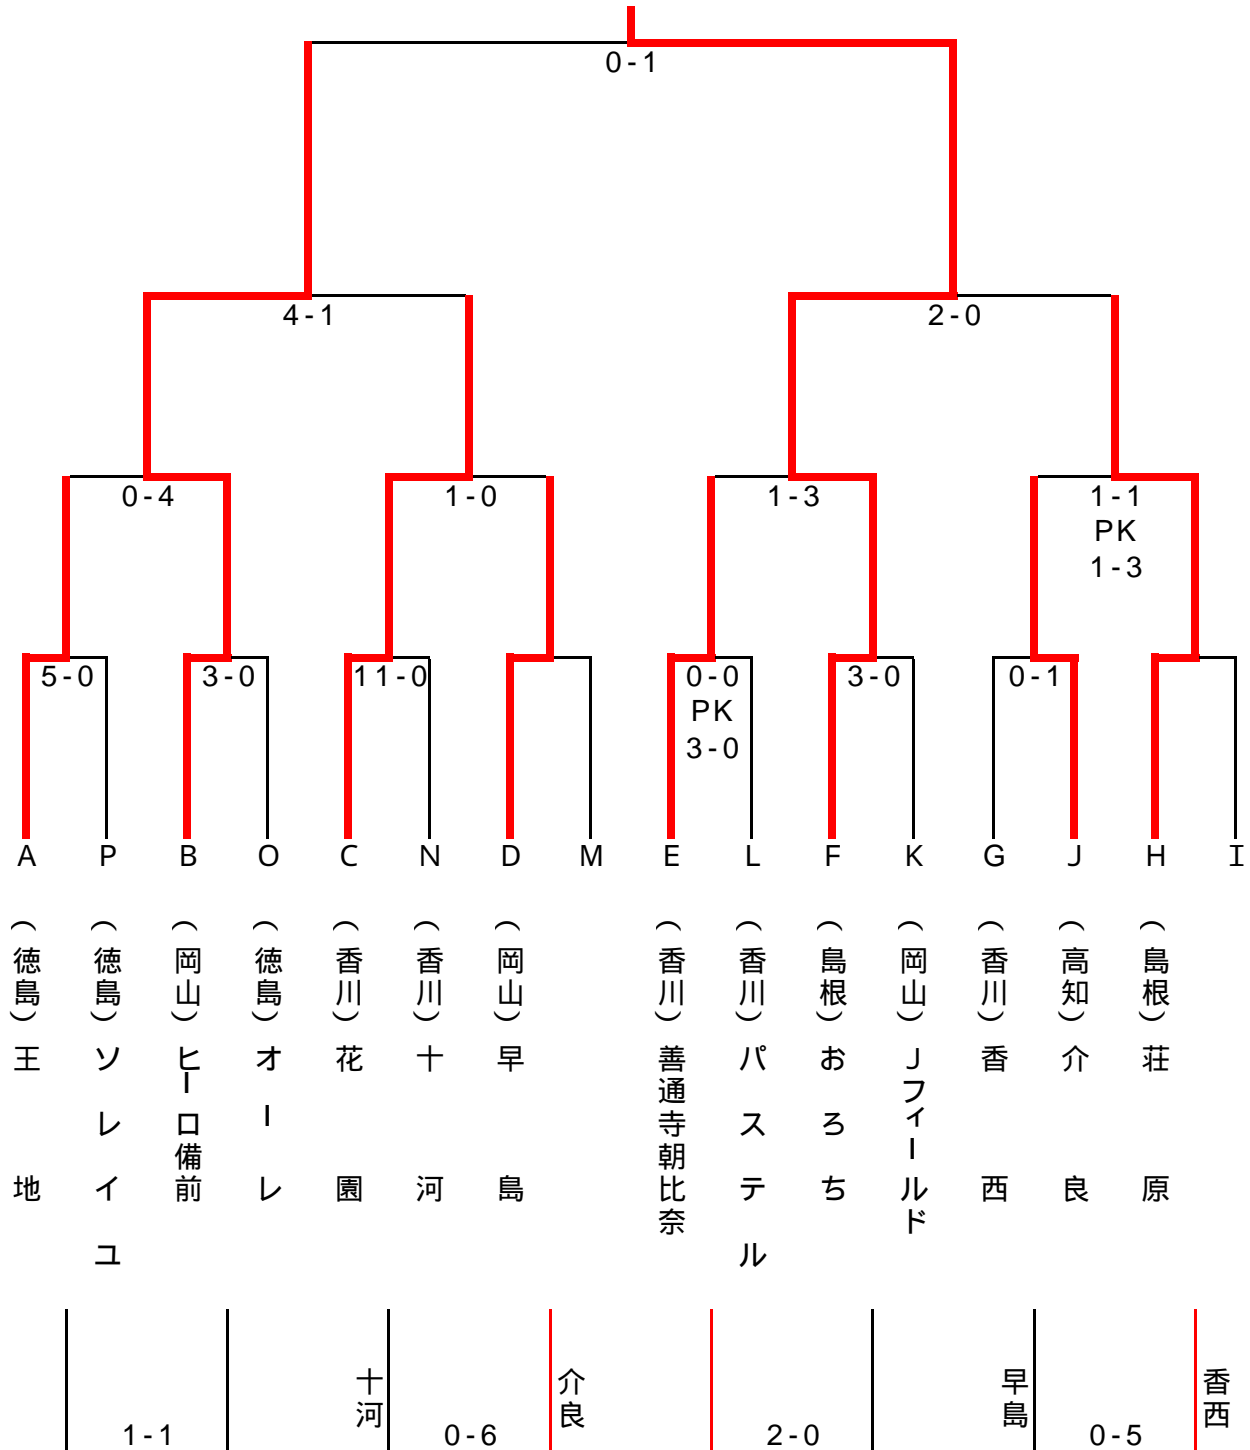 0-1
4-1
2-0
0-4
1-0
1-3
1-1
PK
1-3
5-0
3-0
11-0
0-0
PK
3-0
3-0
0-1
A P B O C N D M E L F K G J H I
(徳島)王地
(徳島)ソレイユ
(岡山)ヒーロ備前
(徳島)オーレ
(香川)花園
(香川)十河
(岡山)早島
(香川)善通寺朝比奈
(香川)パステル
(島根)おろち
(岡山)Jフィールド
(香川)香西
(高知)介良
(島根)荘原
1-1
十河
0-6
介良
2-0
早島
0-5
香西